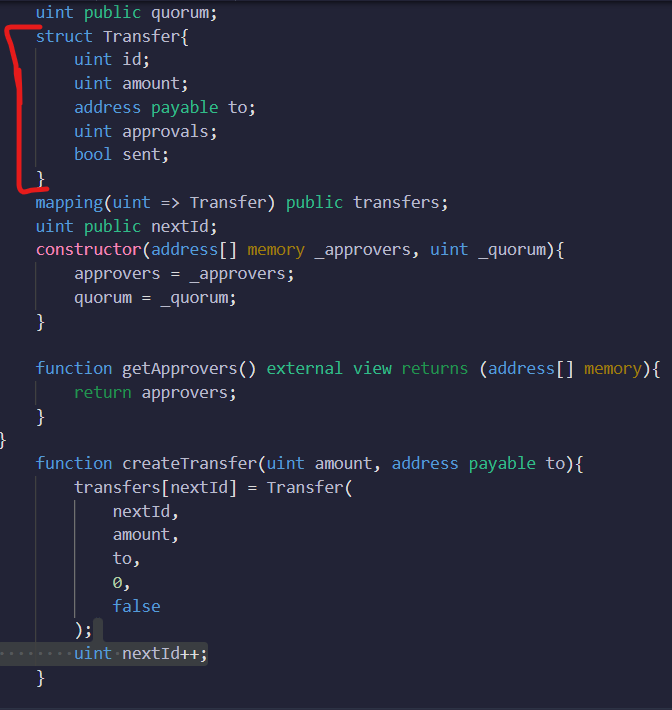 uint public quorum;
struct Transfer{
uint id;
uint amount;
address payable to;
uint approvals;
bool sent;
}
mapping(uint => Transfer) public transfers;
uint public nextId;
constructor(address[] memory _approvers, uint _quorum){
approvers = _approvers;
quorum = _quorum;
}
function getApprovers() external view returns (address[] memory){
return approvers;
}
}
function createTransfer(uint amount, address payable to){
transfers[nextId] = Transfer(
nextId,
amount,
to,
0,
false
);
uint nextId++;
}